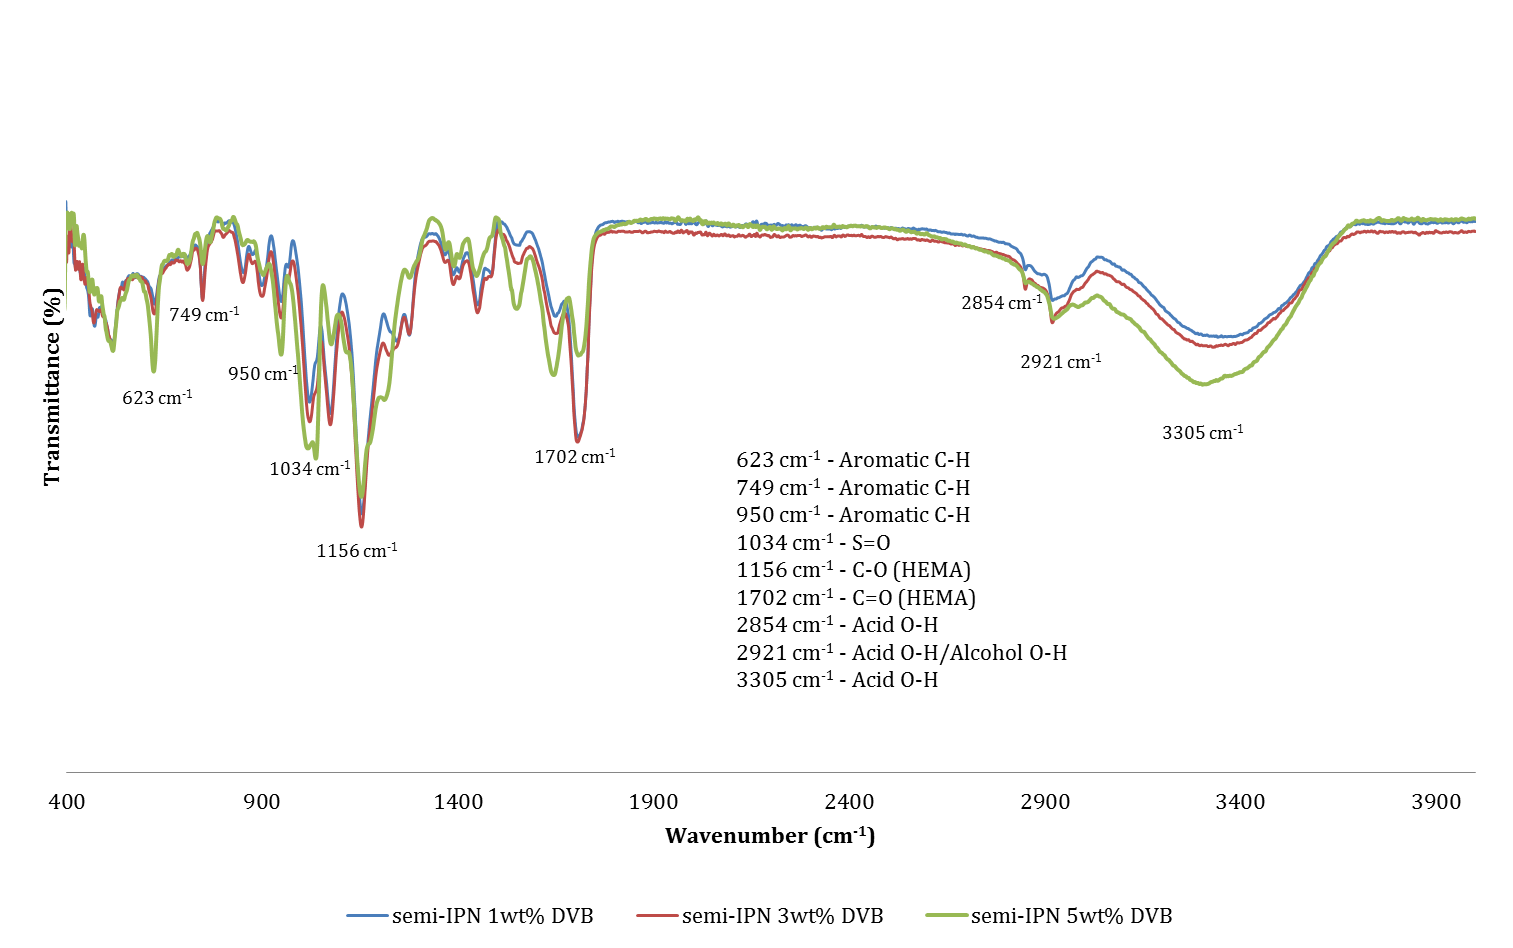 Transmittance (%)
749 cm⁻¹
2854 cm⁻¹
2921 cm⁻¹
950 cm⁻¹
623 cm⁻¹
3305 cm⁻¹
1034 cm⁻¹
1702 cm⁻¹
1156 cm⁻¹
623 cm⁻¹ - Aromatic C-H
749 cm⁻¹ - Aromatic C-H
950 cm⁻¹ - Aromatic C-H
1034 cm⁻¹ - S=O
1156 cm⁻¹ - C-O (HEMA)
1702 cm⁻¹ - C=O (HEMA)
2854 cm⁻¹ - Acid O-H
2921 cm⁻¹ - Acid O-H/Alcohol O-H
3305 cm⁻¹ - Acid O-H
400 900 1400 1900 2400 2900 3400 3900
Wavenumber (cm⁻¹)
semi-IPN 1wt% DVB semi-IPN 3wt% DVB semi-IPN 5wt% DVB